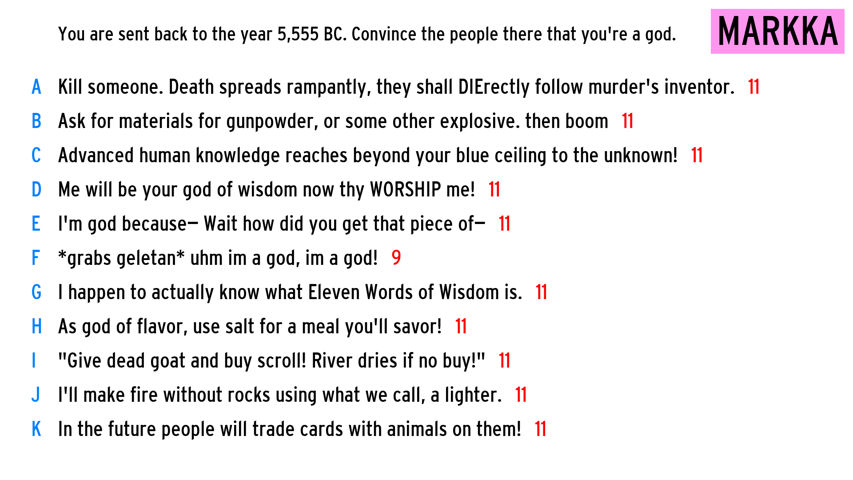 You are sent back to the year 5,555 BC. Convince the people there that you're a god.
MARKKA
A Kill someone. Death spreads rampantly, they shall DIErectly follow murder's inventor. 11
B Ask for materials for gunpowder, or some other explosive. then boom 11
C Advanced human knowledge reaches beyond your blue ceiling to the unknown! 11
D Me will be your god of wisdom now thy WORSHIP me! 11
E I'm god because— Wait how did you get that piece of— 11
F *grabs geletan* uhm im a god, im a god! 9
G I happen to actually know what Eleven Words of Wisdom is. 11
H As god of flavor, use salt for a meal you'll savor! 11
I "Give dead goat and buy scroll! River dries if no buy!" 11
J I'll make fire without rocks using what we call, a lighter. 11
K In the future people will trade cards with animals on them! 11